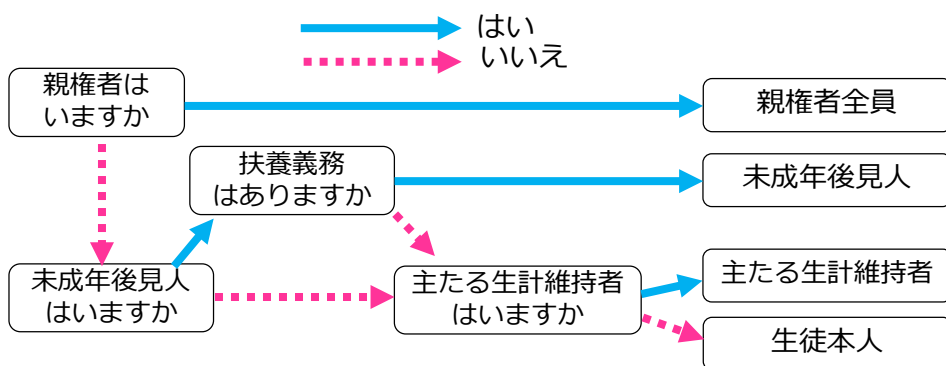 はい
いいえ
親権者は
いますか
親権者全員
扶養義務
はありますか
未成年後見人
未成年後見人
はいますか
主たる生計維持者
はいますか
主たる生計維持者
生徒本人